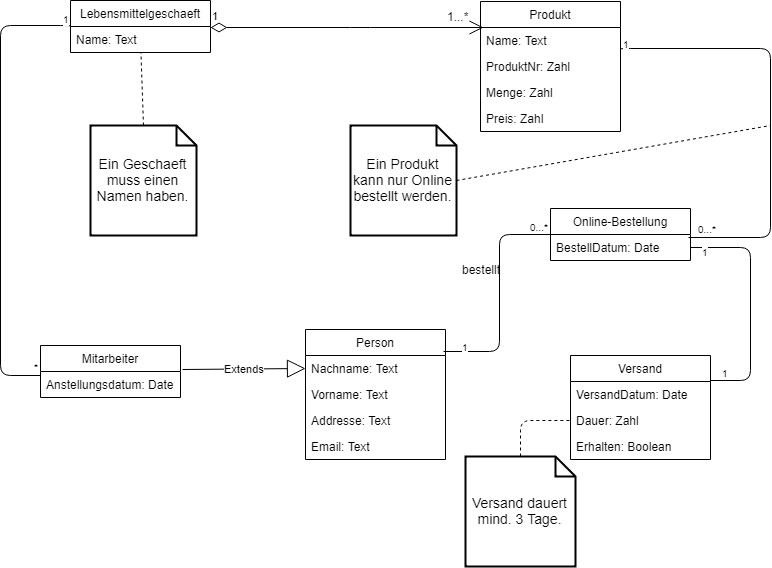 Lebensmittelgeschaeft
Name: Text
1
1
1...*
Produkt
Name: Text
ProduktNr: Zahl
Menge: Zahl
Preis: Zahl
1
Ein Geschaeft
muss einen
Namen haben.
Ein Produkt
kann nur Online
bestellt werden.
Online-Bestellung
BestellDatum: Date
0...*
0...*
1
bestellt
1
Mitarbeiter
Anstellungsdatum: Date
*
Extends
Person
Nachname: Text
Vorname: Text
Addresse: Text
Email: Text
Versand
VersandDatum: Date
Dauer: Zahl
Erhalten: Boolean
1
Versand dauert
mind. 3 Tage.